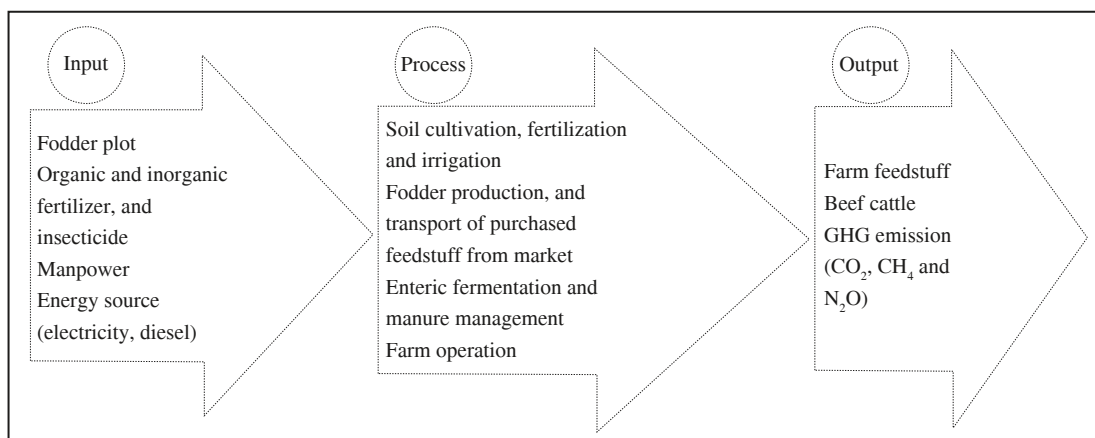 Input
Fodder plot
Organic and inorganic
fertilizer, and
insecticide
Manpower
Energy source
(electricity, diesel)
Process
Soil cultivation, fertilization
and irrigation
Fodder production, and
transport of purchased
feedstuff from market
Enteric fermentation and
manure management
Farm operation
Output
Farm feedstuff
Beef cattle
GHG emission
(CO₂, CH₄ and
N₂O)